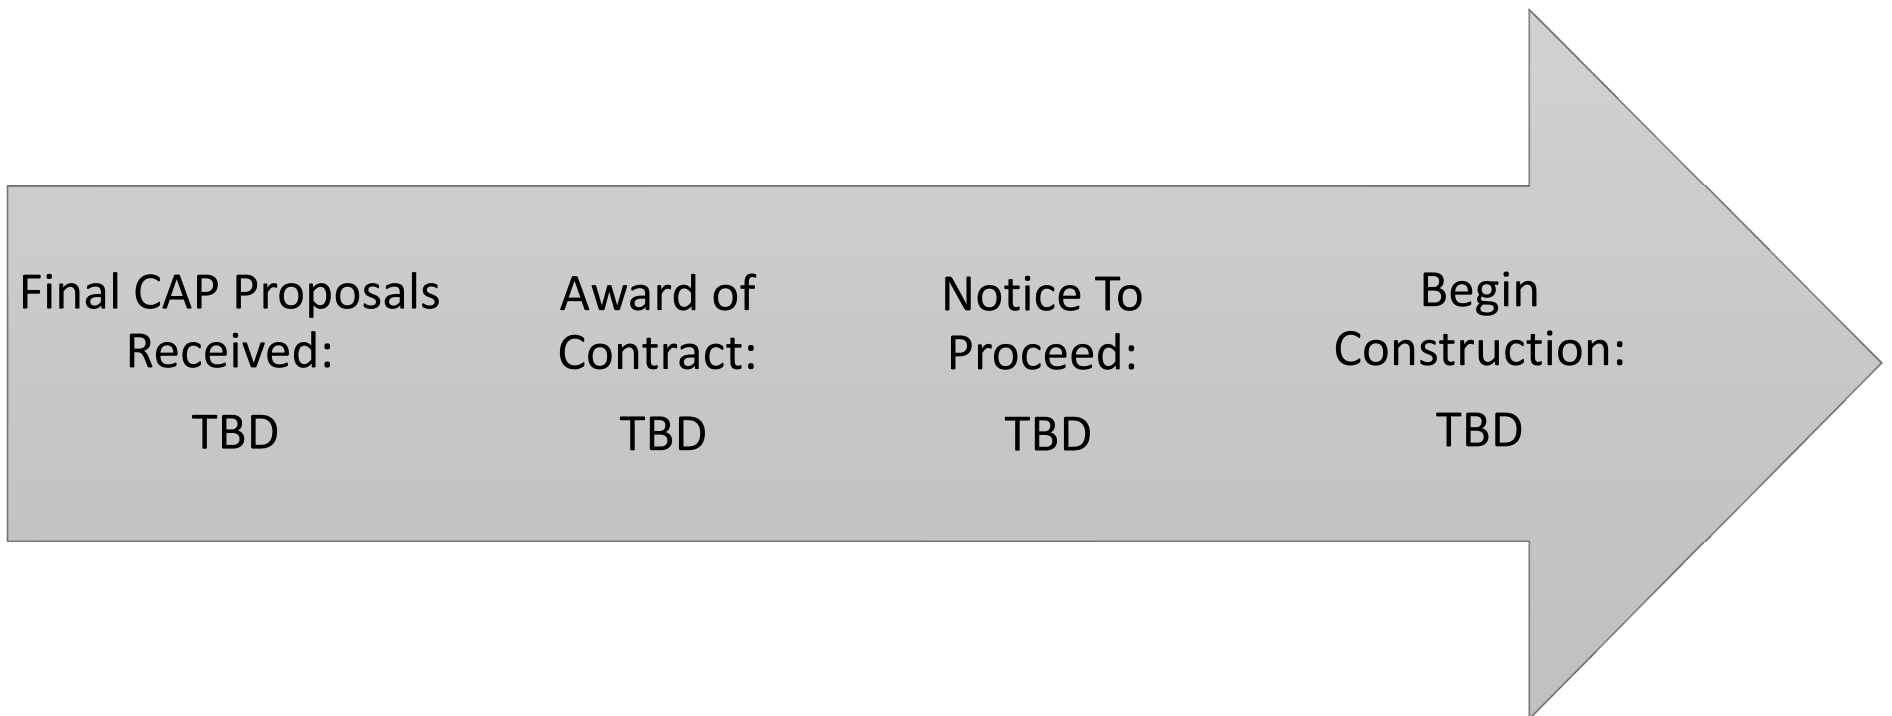 Final CAP Proposals
Received:
TBD
Award of
Contract:
TBD
Notice To
Proceed:
TBD
Begin
Construction:
TBD